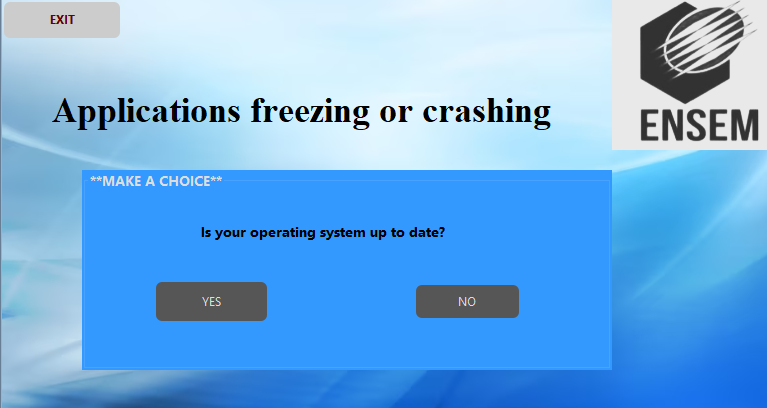 EXIT
ENSEM
Applications freezing or crashing
**MAKE A CHOICE**
Is your operating system up to date?
YES
NO